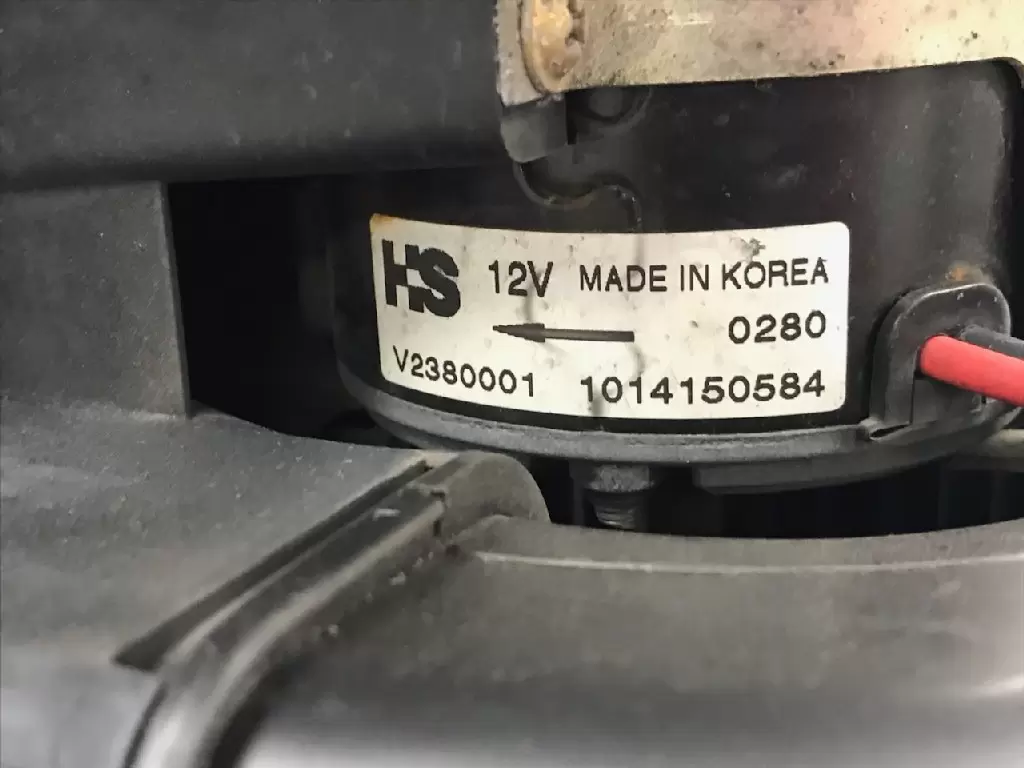 HS 12V MADE IN KOREA
0280
V2380001 1014150584